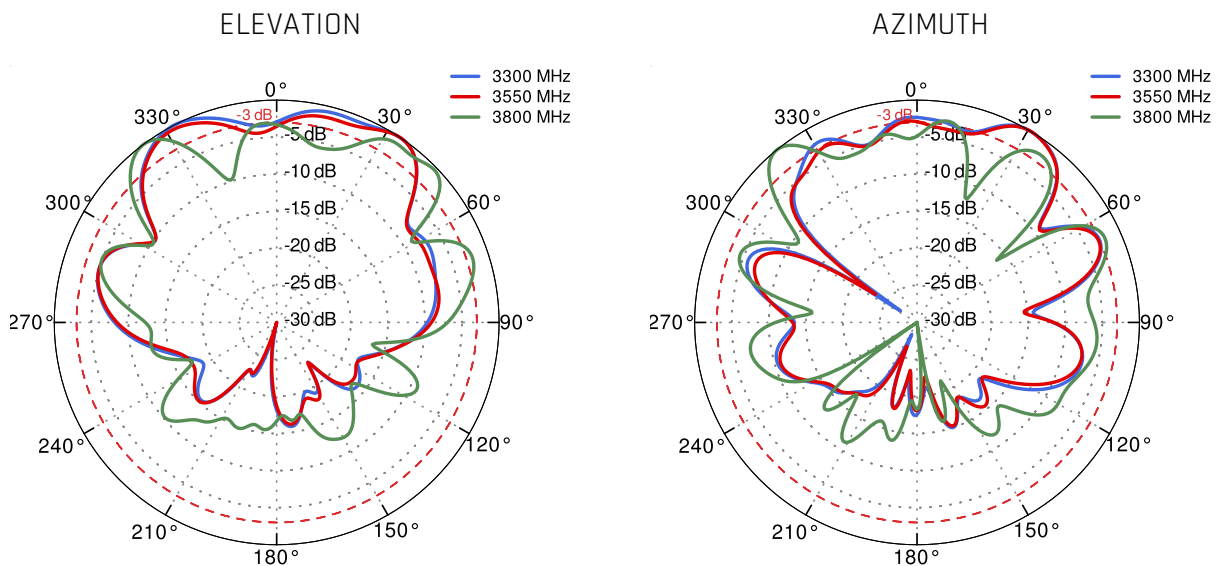 ELEVATION
3300 MHz
3550 MHz
3800 MHz
0°
-3 dB
330°
30°
-5 dB
-10 dB
300°
60°
-15 dB
-20 dB
-25 dB
270°
-30 dB
90°
240°
120°
210°
150°
180°
AZIMUTH
3300 MHz
3550 MHz
3800 MHz
0°
-3 dB
330°
30°
-5 dB
-10 dB
300°
60°
-15 dB
-20 dB
-25 dB
270°
-30 dB
90°
240°
120°
210°
150°
180°